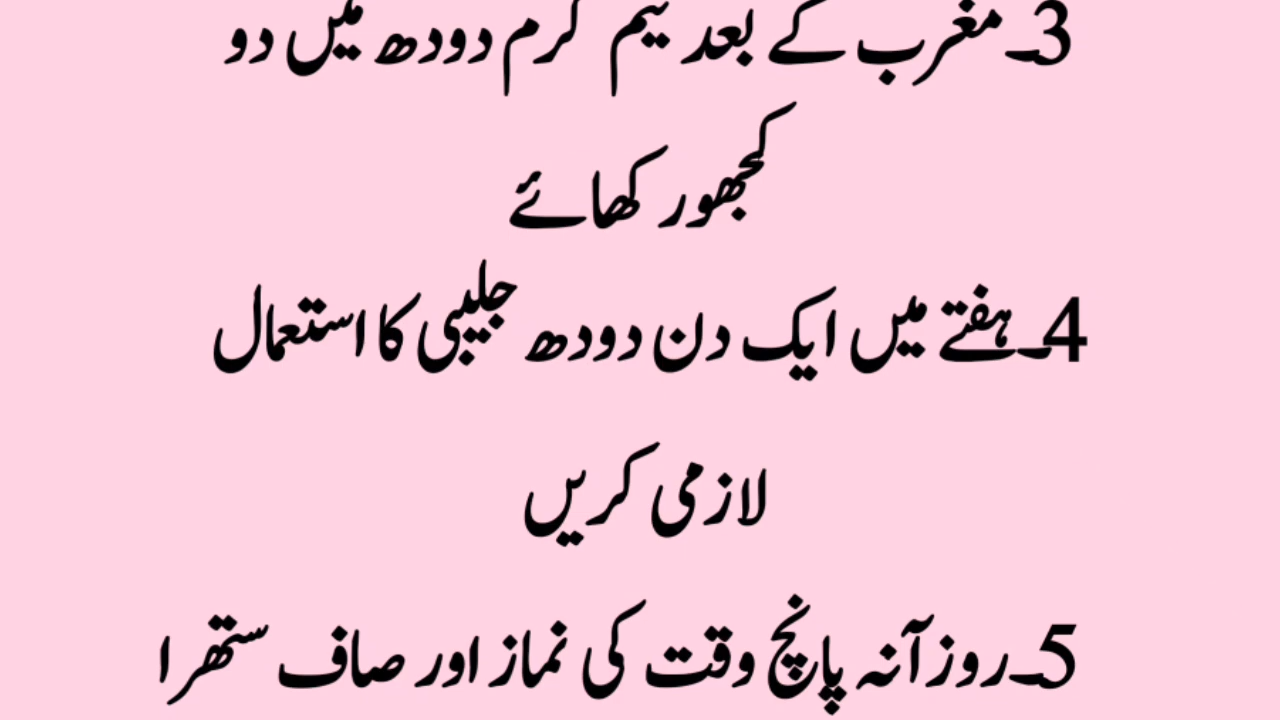 3۔مغرب کے بعد نیم گرم دودھ میں دو
کجھور کھائے
4۔ہفتے میں ایک دن دودھ جلیبی کا استعمال
لازمی کریں
5۔روزآنہ پانچ وقت کی نماز اور صاف ستھرا